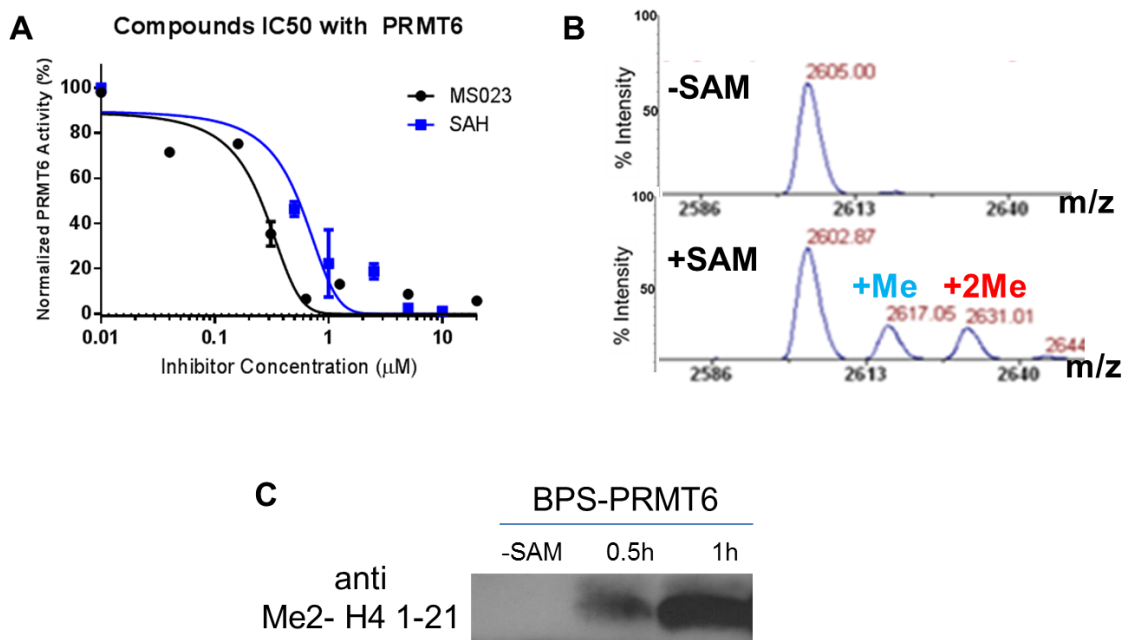 A
Compounds IC50 with PRMT6
Normalized PRMT6 Activity (%)
100
80
60
40
20
0
0.01
0.1
1
10
Inhibitor Concentration (μM)
MS023
SAH
B
% Intensity
100
50
-SAM
2605.00
2586
2613
2640
m/z
% Intensity
100
50
+SAM
2602.87
+Me
2617.05
+2Me
2631.01
2644
2586
2613
2640
m/z
C
BPS-PRMT6
-SAM 0.5h 1h
anti
Me2- H4 1-21